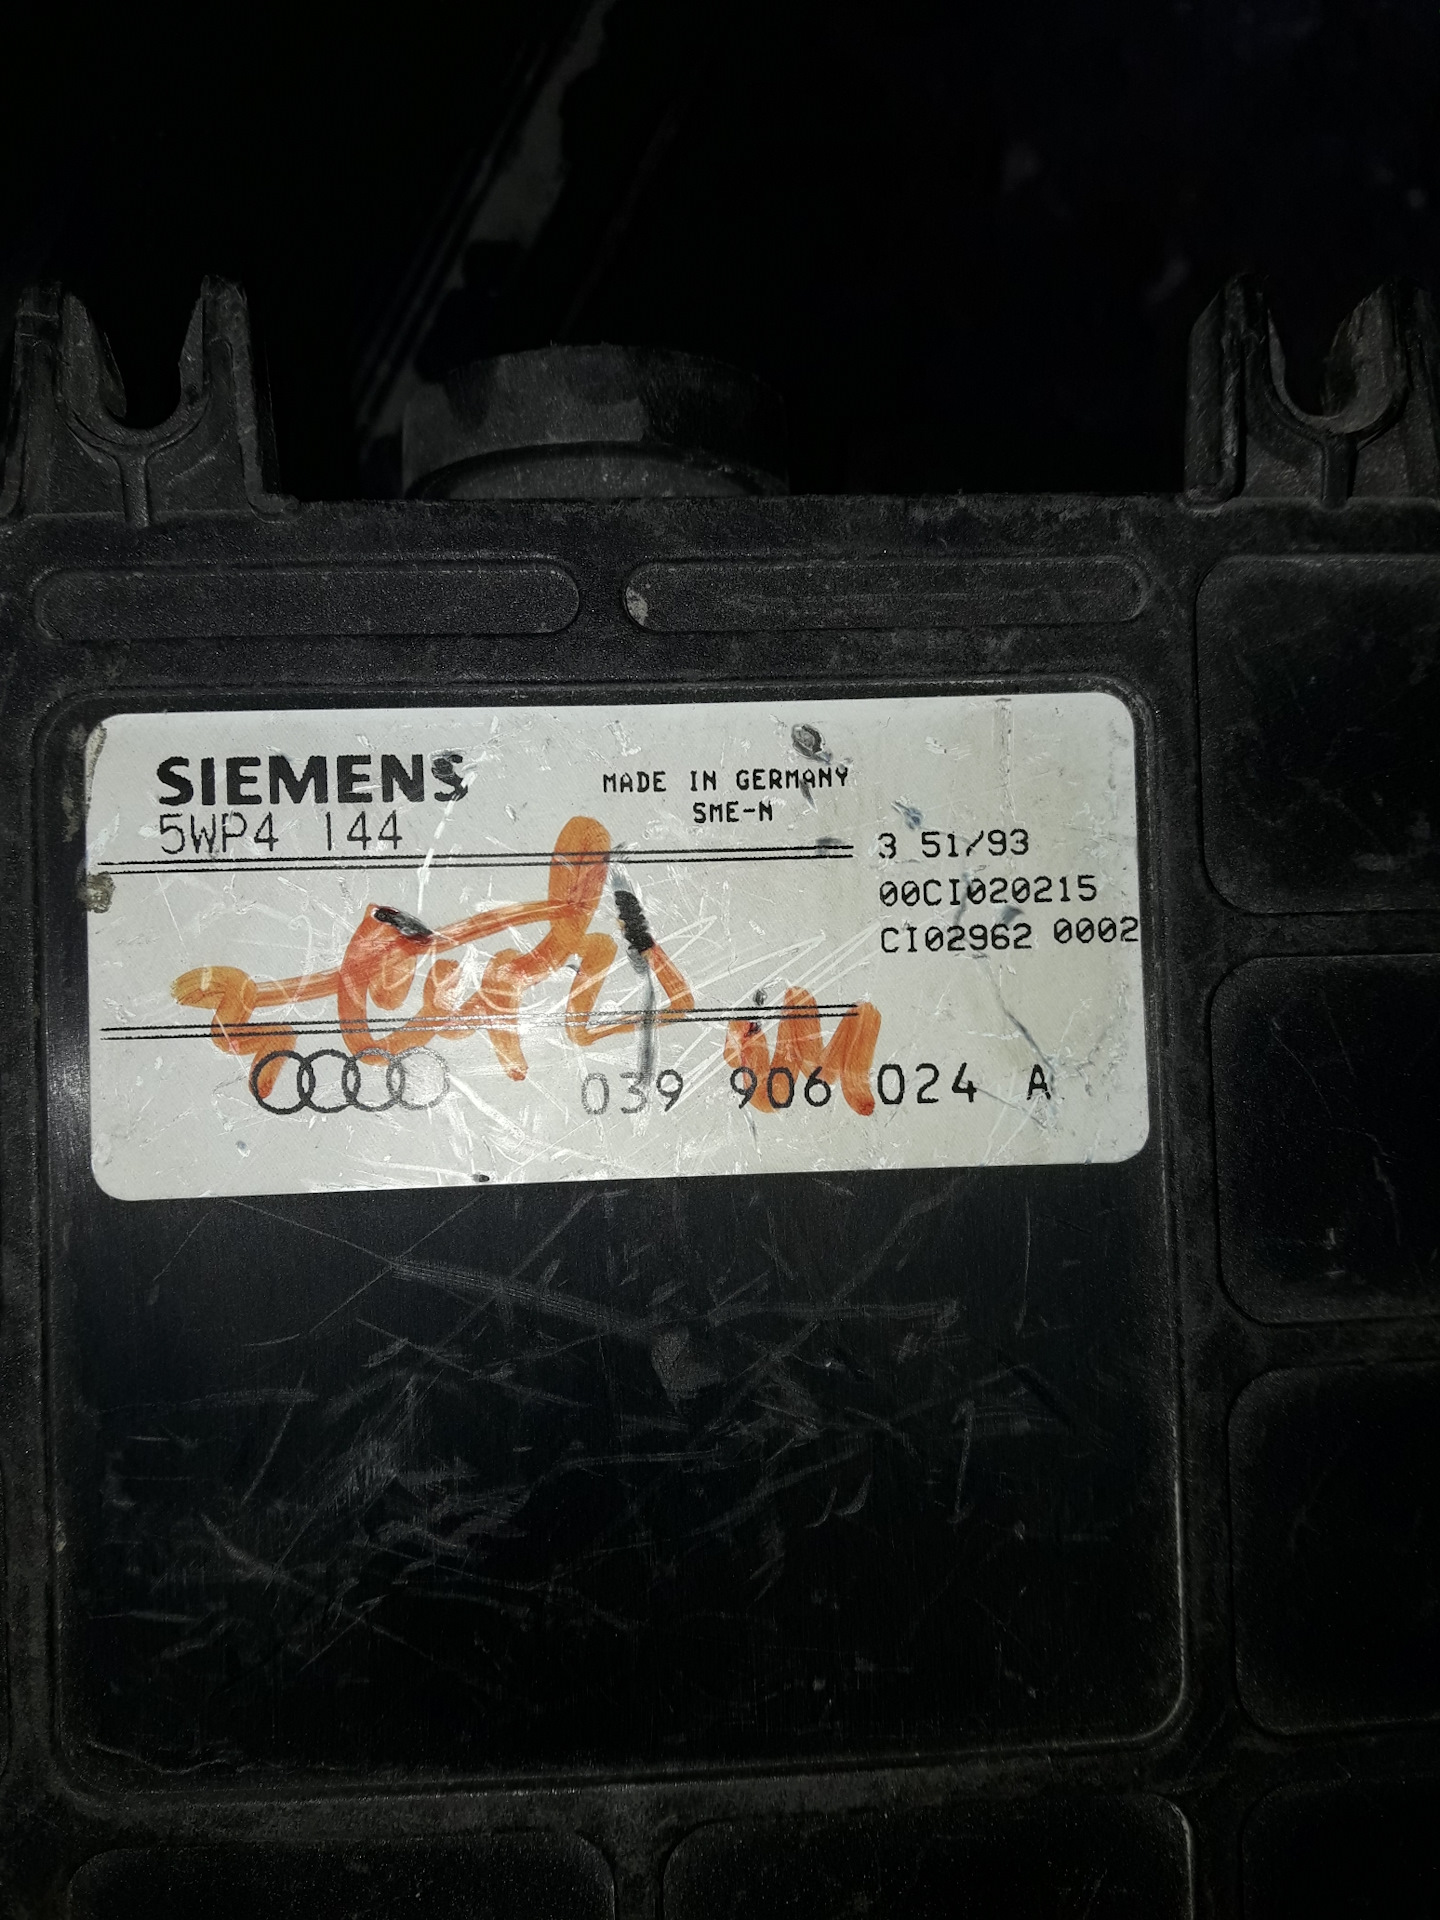 SIEMENS
MADE IN GERMANY
SME-N
5WP4 144
3 51/93
00CI020215
CI02962 0002
039 906 024 A